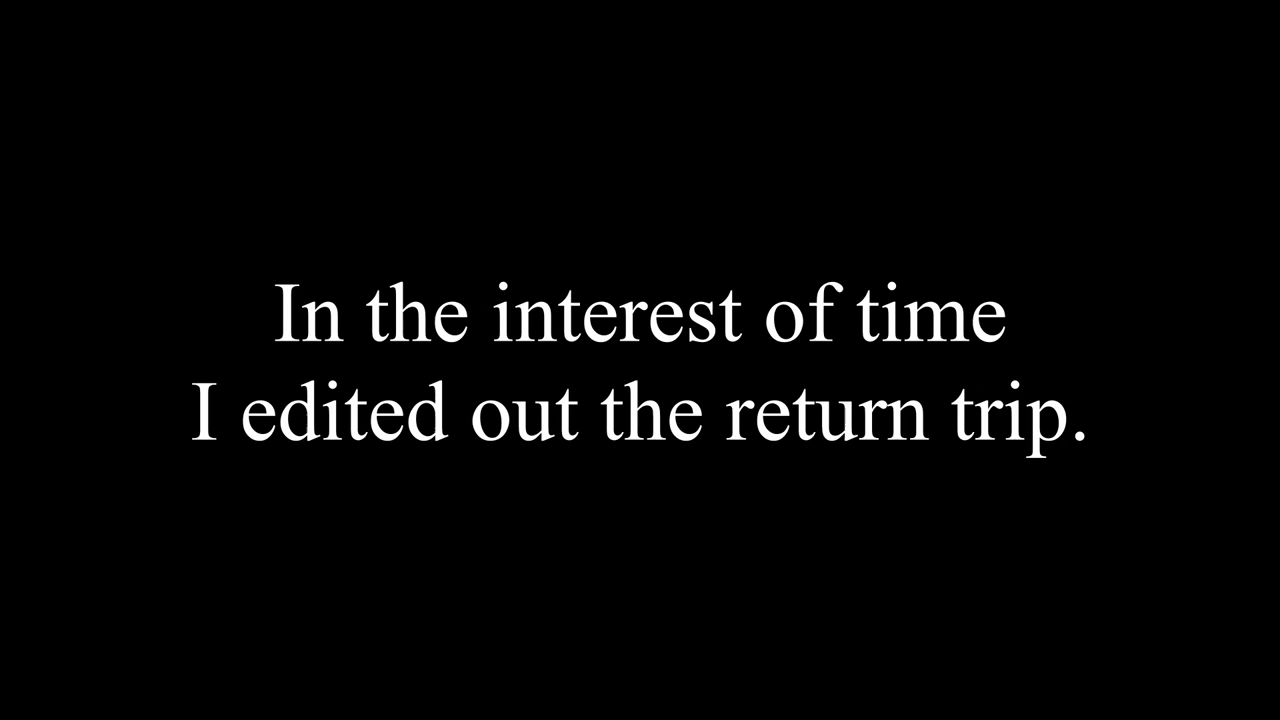 In the interest of time
I edited out the return trip.